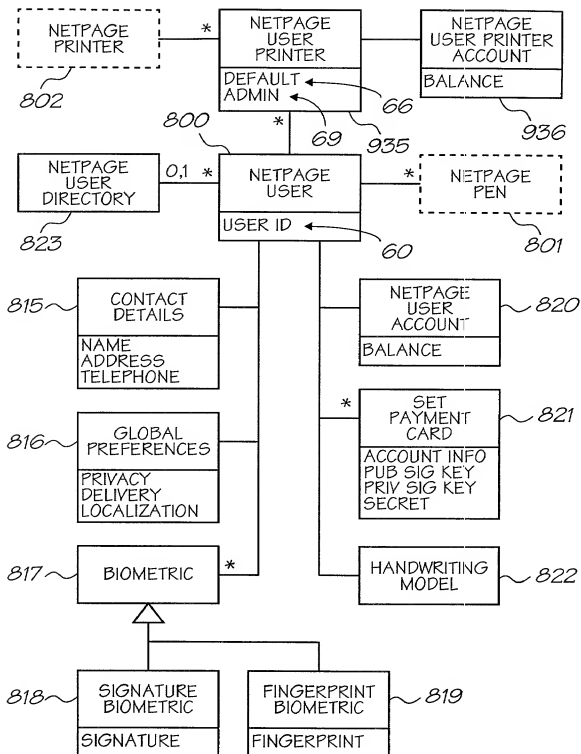 NETPAGE
PRINTER
802
*
NETPAGE
USER
PRINTER
DEFAULT
ADMIN
66
69
935
NETPAGE
USER PRINTER
ACCOUNT
BALANCE
936
*
800
NETPAGE
USER
DIRECTORY
823
0,1
*
NETPAGE
USER
USER ID
60
*
NETPAGE
PEN
801
815
CONTACT
DETAILS
NAME
ADDRESS
TELEPHONE
NETPAGE
USER
ACCOUNT
BALANCE
820
816
GLOBAL
PREFERENCES
PRIVACY
DELIVERY
LOCALIZATION
*
SET
PAYMENT
CARD
ACCOUNT INFO
PUB SIG KEY
PRIV SIG KEY
SECRET
821
817
BIOMETRIC
*
HANDWRITING
MODEL
822
818
SIGNATURE
BIOMETRIC
SIGNATURE
FINGERPRINT
BIOMETRIC
FINGERPRINT
819